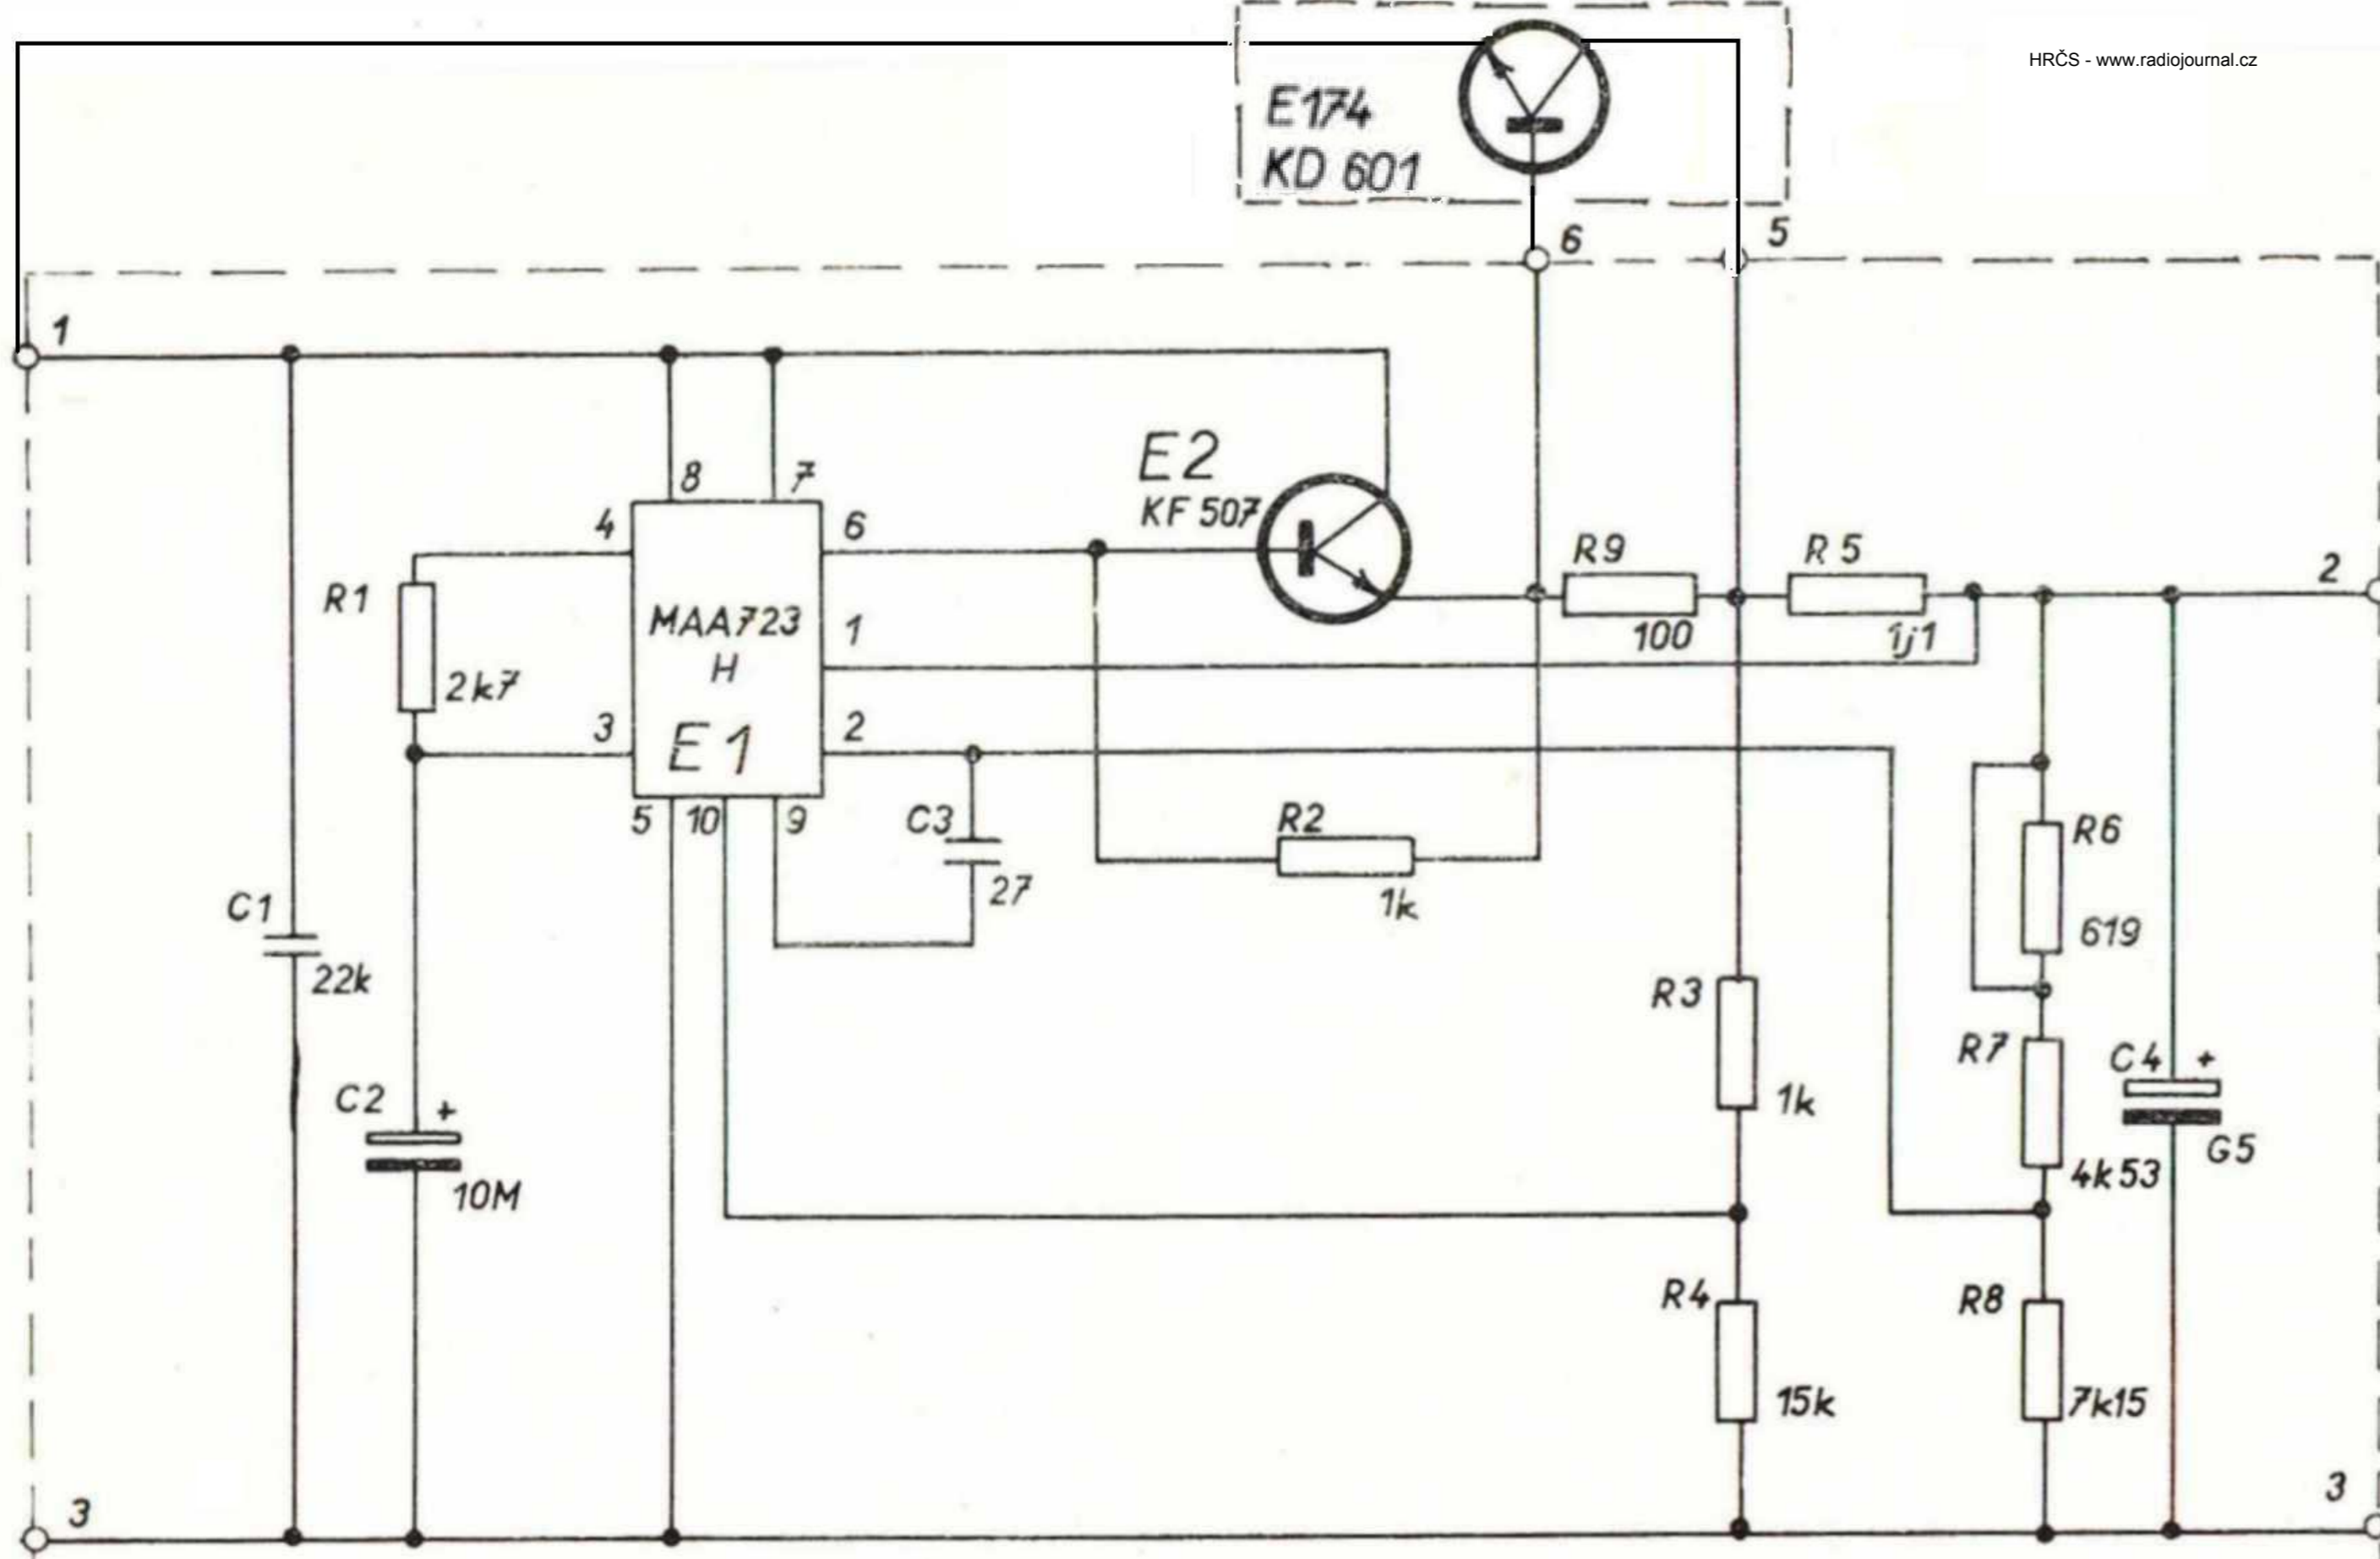 HRČS - www.radiojournal.cz
E174
KD 601
6
5
1
8
7
E2
KF 507
4
6
R9
R5
2
R1
MAA723
1
100
1j1
H
2k7
3
E1
2
5
10
9
C3
R2
R6
27
1k
C1
619
22k
R3
R7
C4 +
C2
+
1k
10M
4k53
G5
R4
R8
15k
7k15
3
3